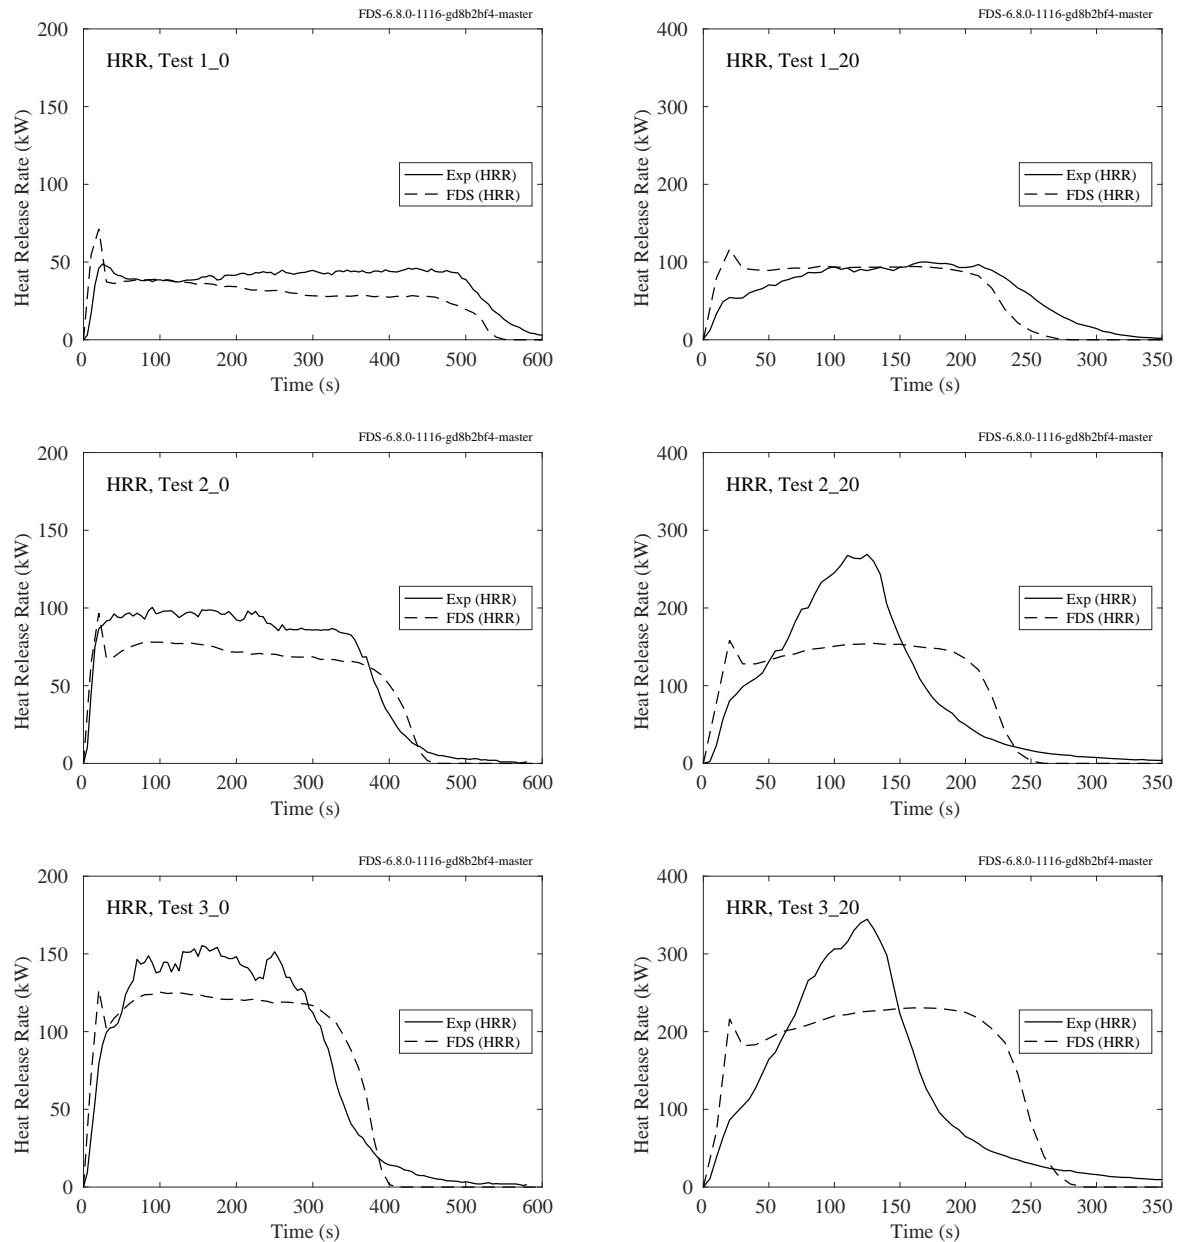 FDS-6.8.0-1116-gd8b2bf4-master
HRR, Test 1_0
Heat Release Rate (kW)
200
150
100
50
0
Exp (HRR)
FDS (HRR)
0 100 200 300 400 500 600
Time (s)
FDS-6.8.0-1116-gd8b2bf4-master
HRR, Test 1_20
Heat Release Rate (kW)
400
300
200
100
0
Exp (HRR)
FDS (HRR)
0 50 100 150 200 250 300 350
Time (s)
FDS-6.8.0-1116-gd8b2bf4-master
HRR, Test 2_0
Heat Release Rate (kW)
200
150
100
50
0
Exp (HRR)
FDS (HRR)
0 100 200 300 400 500 600
Time (s)
FDS-6.8.0-1116-gd8b2bf4-master
HRR, Test 2_20
Heat Release Rate (kW)
400
300
200
100
0
Exp (HRR)
FDS (HRR)
0 50 100 150 200 250 300 350
Time (s)
FDS-6.8.0-1116-gd8b2bf4-master
HRR, Test 3_0
Heat Release Rate (kW)
200
150
100
50
0
Exp (HRR)
FDS (HRR)
0 100 200 300 400 500 600
Time (s)
FDS-6.8.0-1116-gd8b2bf4-master
HRR, Test 3_20
Heat Release Rate (kW)
400
300
200
100
0
Exp (HRR)
FDS (HRR)
0 50 100 150 200 250 300 350
Time (s)